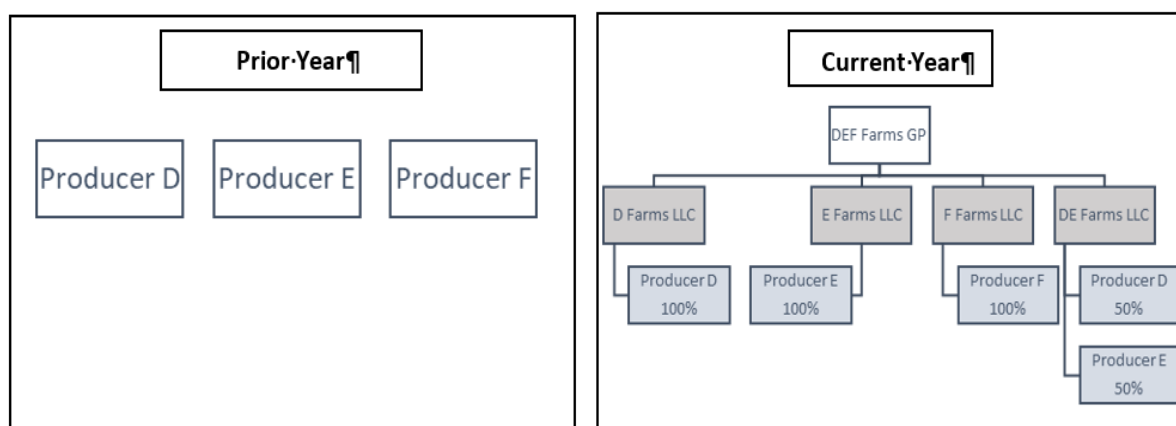 Prior·Year¶
Producer D
Producer E
Producer F
Current·Year¶
DEF Farms GP
D Farms LLC
E Farms LLC
F Farms LLC
DE Farms LLC
Producer D
100%
Producer E
100%
Producer F
100%
Producer D
50%
Producer E
50%